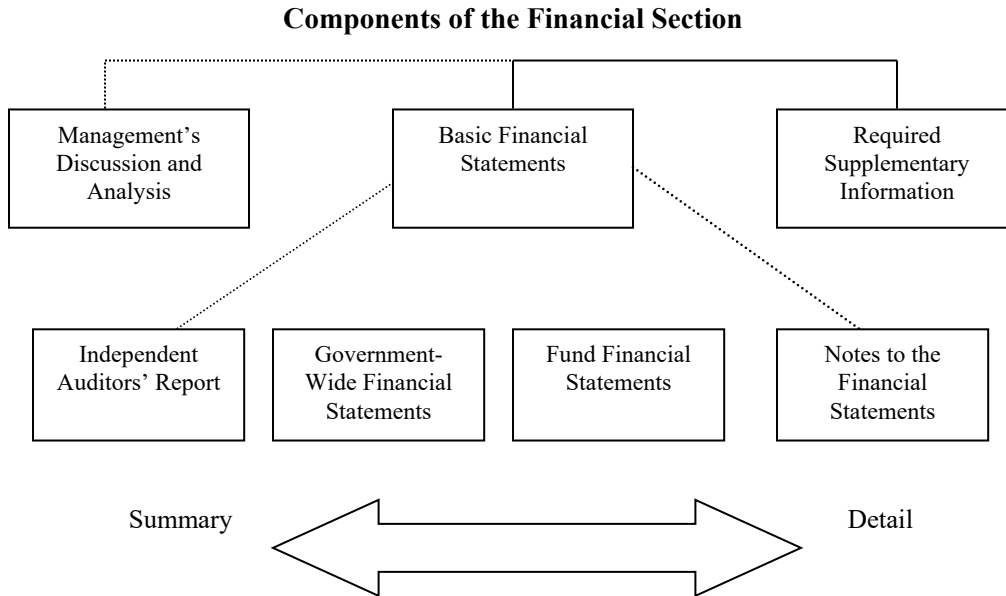 Components of the Financial Section
Management’s
Discussion and
Analysis
Basic Financial
Statements
Required
Supplementary
Information
Independent
Auditors’ Report
Government-
Wide Financial
Statements
Fund Financial
Statements
Notes to the
Financial
Statements
Summary
Detail